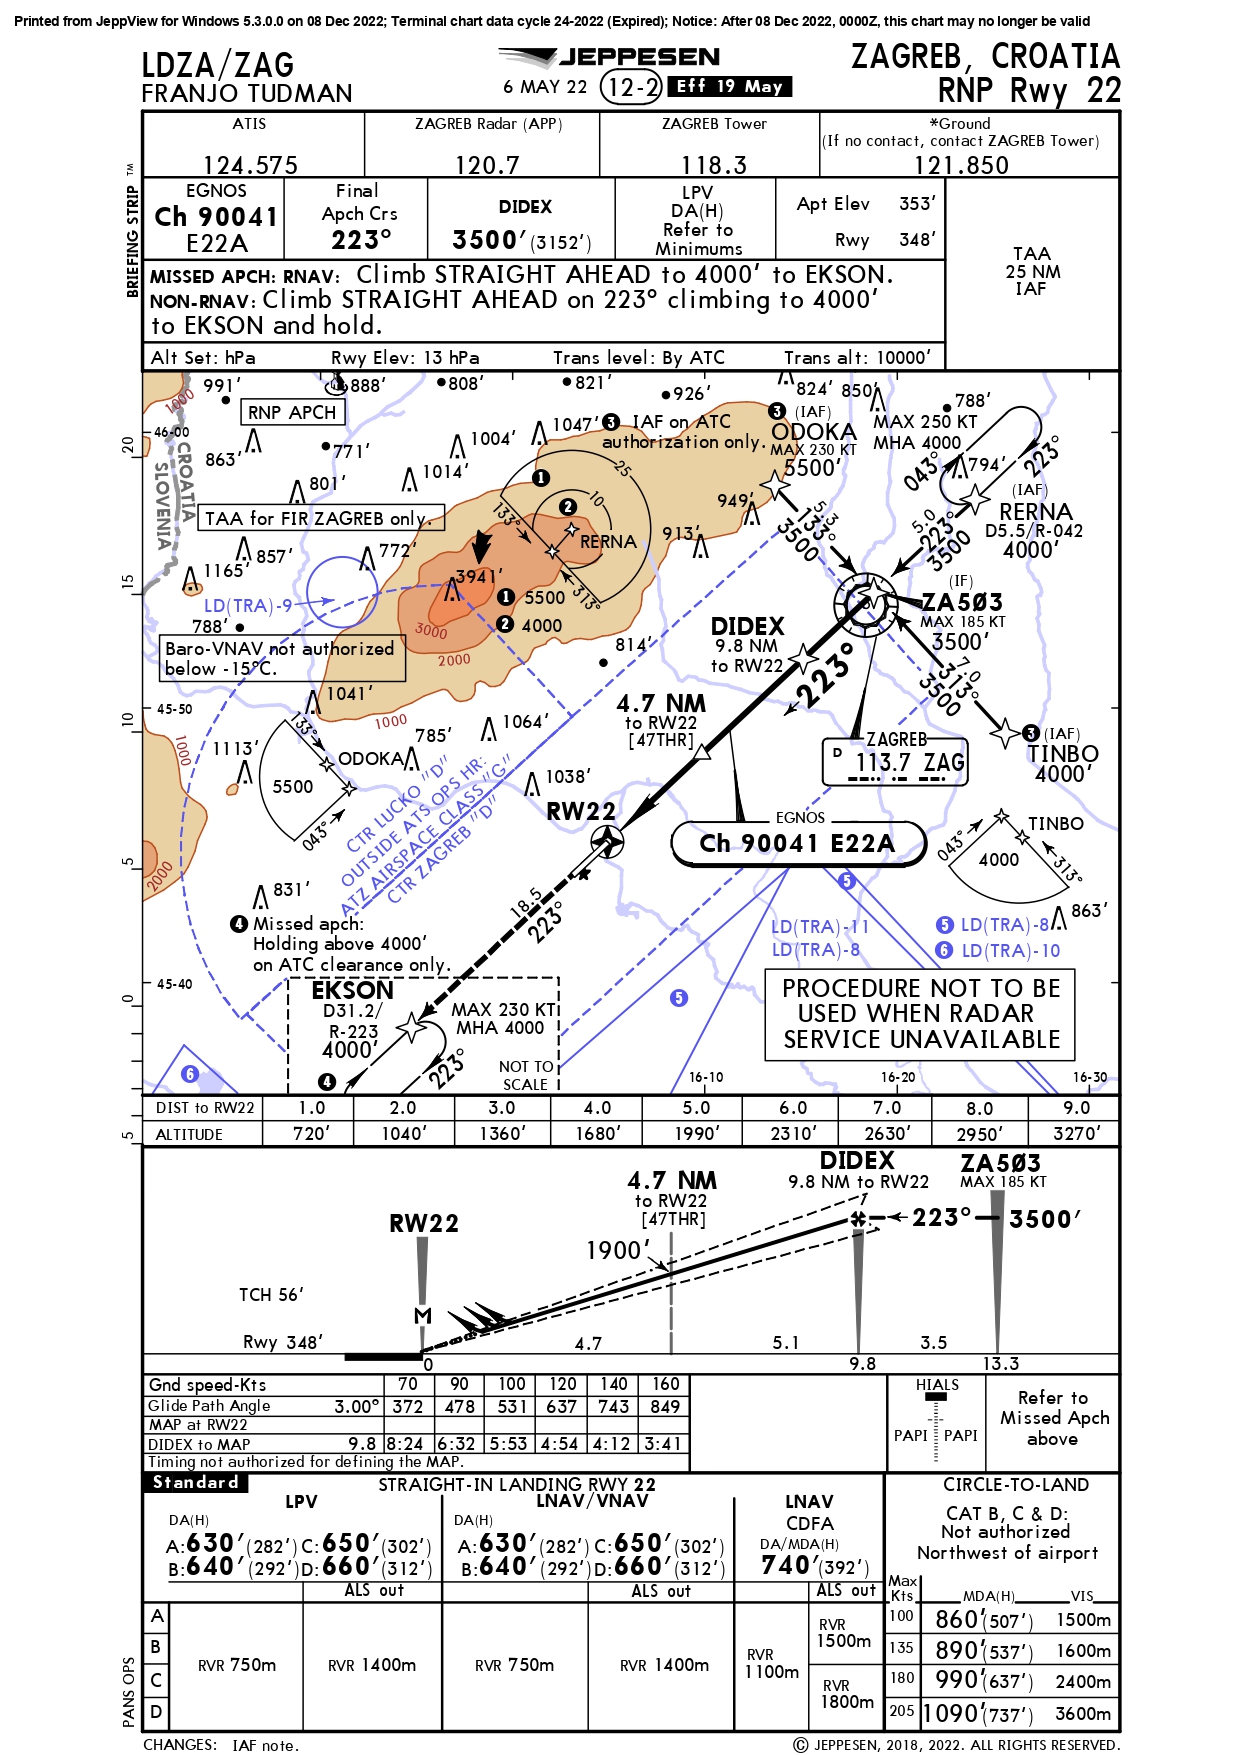 Printed from JeppView for Windows 5.3.0.0 on 08 Dec 2022; Terminal chart data cycle 24-2022 (Expired); Notice: After 08 Dec 2022, 0000Z, this chart may no longer be valid
LDZA/ZAG
FRANJO TUDMAN
JEPPESEN
6 MAY 22 12-2 Eff 19 May
ZAGREB, CROATIA
RNP Rwy 22
BRIEFING STRIP ™
ATIS
124.575
ZAGREB Radar (APP)
120.7
ZAGREB Tower
118.3
*Ground
(If no contact, contact ZAGREB Tower)
121.850
EGNOS
Ch 90041
E22A
Final
Apch Crs
223°
DIDEX
3500'(3152')
LPV
DA(H)
Refer to
Minimums
Apt Elev 353'
Rwy 348'
TAA
25 NM
IAF
MISSED APCH: RNAV: Climb STRAIGHT AHEAD to 4000' to EKSON.
NON-RNAV: Climb STRAIGHT AHEAD on 223° climbing to 4000'
to EKSON and hold.
Alt Set: hPa Rwy Elev: 13 hPa Trans level: By ATC Trans alt: 10000'
991'
1000
888'
808'
821'
926'
824'
850'
788'
RNP APCH
46-00
20
863'
771'
801'
1004'
1014'
1047'
3 IAF on ATC
authorization only.
3 (IAF)
ODOKA
MAX 230 KT
5500'
MAX 250 KT
MHA 4000
043°
223°
794'
(IAF)
RERNA
D5.5/R-042
4000'
CROATIA
SLOVENIA
TAA for FIR ZAGREB only.
857'
1165'
772'
15
1
2
25
10
133°
RERNA
313°
1 5500
2 4000
3941'
3000
2000
1000
949'
913'
5.3
133°
3500
5.0
223°
3500
(IF)
ZA5Ø3
MAX 185 KT
3500'
LD(TRA)-9
788'
Baro-VNAV not authorized
below -15°C.
814'
DIDEX
9.8 NM
to RW22
223°
7.0
313°
3500
3 (IAF)
TINBO
4000'
1041'
45-50
10
4.7 NM
to RW22
[47THR]
ZAGREB
D 113.7 ZAG
1000
1113'
133°
ODOKA
5500
043°
785'
1064'
1038'
CTR LUCKO "D"
OUTSIDE ATS OPS HR:
ATZ AIRSPACE CLASS "G"
CTR ZAGREB "D"
RW22
EGNOS
Ch 90041 E22A
TINBO
043°
4000
313°
5
2000
831'
4 Missed apch:
Holding above 4000'
on ATC clearance only.
18.5
223°
5
LD(TRA)-11
LD(TRA)-8
5 LD(TRA)-8
6 LD(TRA)-10
863'
45-40
0
EKSON
D31.2/
R-223
4000'
MAX 230 KT
MHA 4000
223°
4
NOT TO
SCALE
5
6
PROCEDURE NOT TO BE
USED WHEN RADAR
SERVICE UNAVAILABLE
16-10
16-20
16-30
5
DIST to RW22 1.0 2.0 3.0 4.0 5.0 6.0 7.0 8.0 9.0
ALTITUDE 720' 1040' 1360' 1680' 1990' 2310' 2630' 2950' 3270'
DIDEX
9.8 NM to RW22
ZA5Ø3
MAX 185 KT
4.7 NM
to RW22
[47THR]
RW22
223°
3500'
1900'
TCH 56'
M
Rwy 348'
4.7 5.1 3.5
0 9.8 13.3
Gnd speed-Kts 70 90 100 120 140 160
Glide Path Angle 3.00° 372 478 531 637 743 849
MAP at RW22
DIDEX to MAP 9.8 8:24 6:32 5:53 4:54 4:12 3:41
Timing not authorized for defining the MAP.
HIALS
PAPI PAPI
Refer to
Missed Apch
above
Standard
STRAIGHT-IN LANDING RWY 22
LPV
DA(H)
A:630'(282') C:650'(302')
B:640'(292') D:660'(312')
ALS out
LNAV/VNAV
DA(H)
A:630'(282') C:650'(302')
B:640'(292') D:660'(312')
ALS out
LNAV
CDFA
DA/MDA(H)
740'(392')
ALS out
CIRCLE-TO-LAND
CAT B, C & D:
Not authorized
Northwest of airport
Max
Kts MDA(H) VIS
A
B
C
D
RVR 750m
RVR 1400m
RVR 750m
RVR 1400m
RVR
1100m
RVR
1500m
RVR
1800m
100 860'(507') 1500m
135 890'(537') 1600m
180 990'(637') 2400m
205 1090'(737') 3600m
PANS OPS
CHANGES: IAF note.
© JEPPESEN, 2018, 2022. ALL RIGHTS RESERVED.